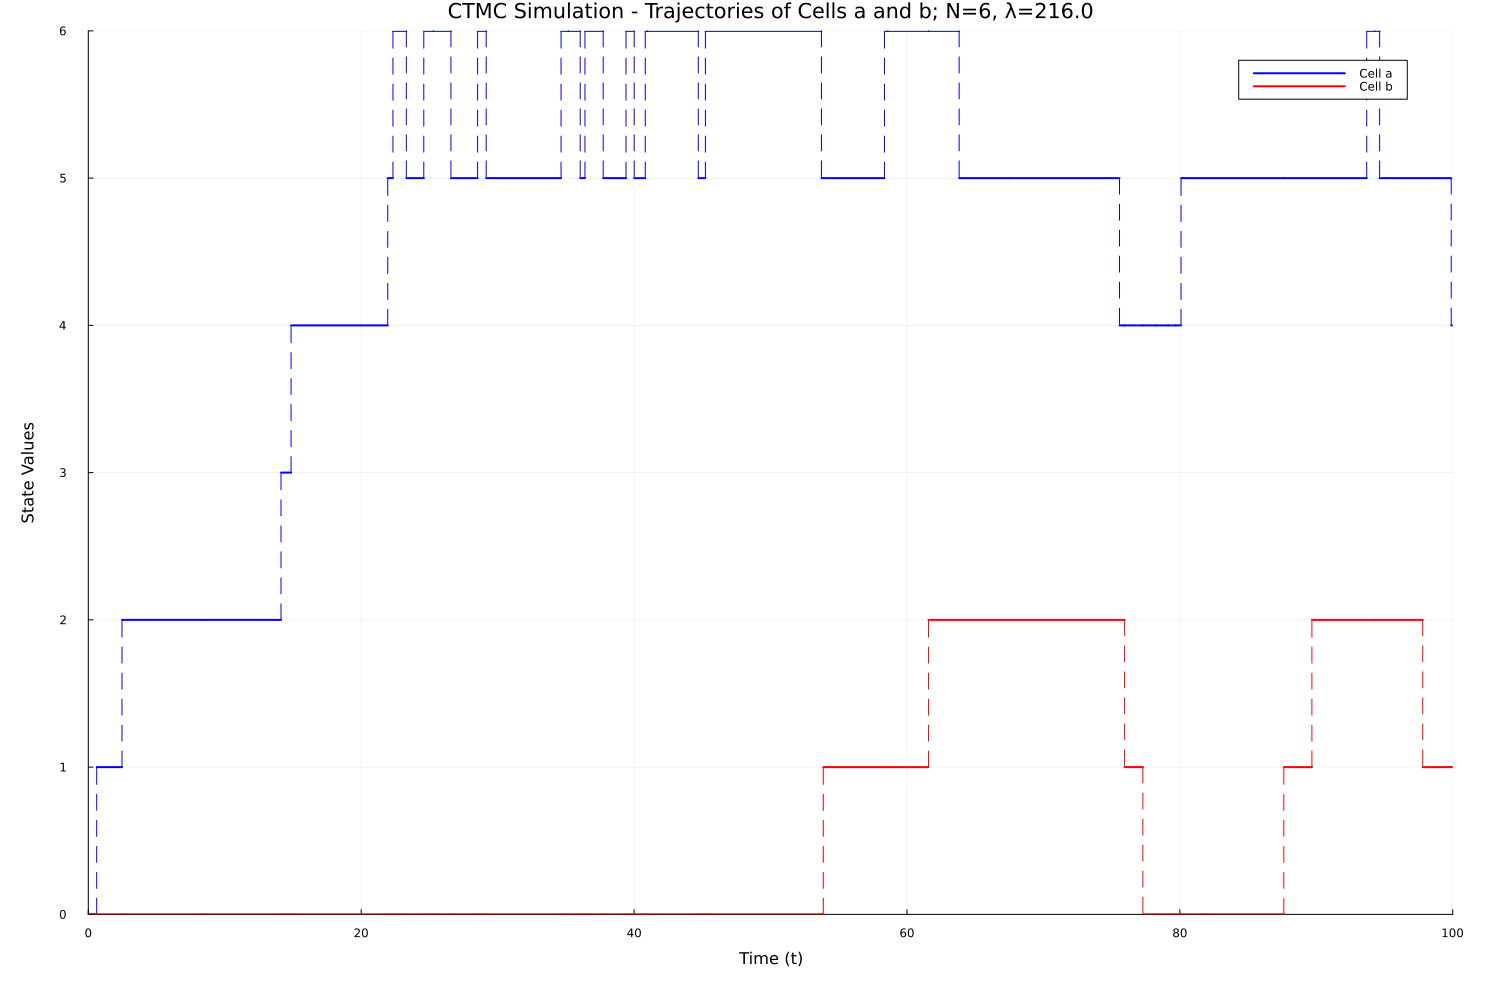 CTMC Simulation - Trajectories of Cells a and b; N=6, λ=216.0
6
5
4
3
2
1
0
State Values
Cell a
Cell b
0 20 40 60 80 100
Time (t)